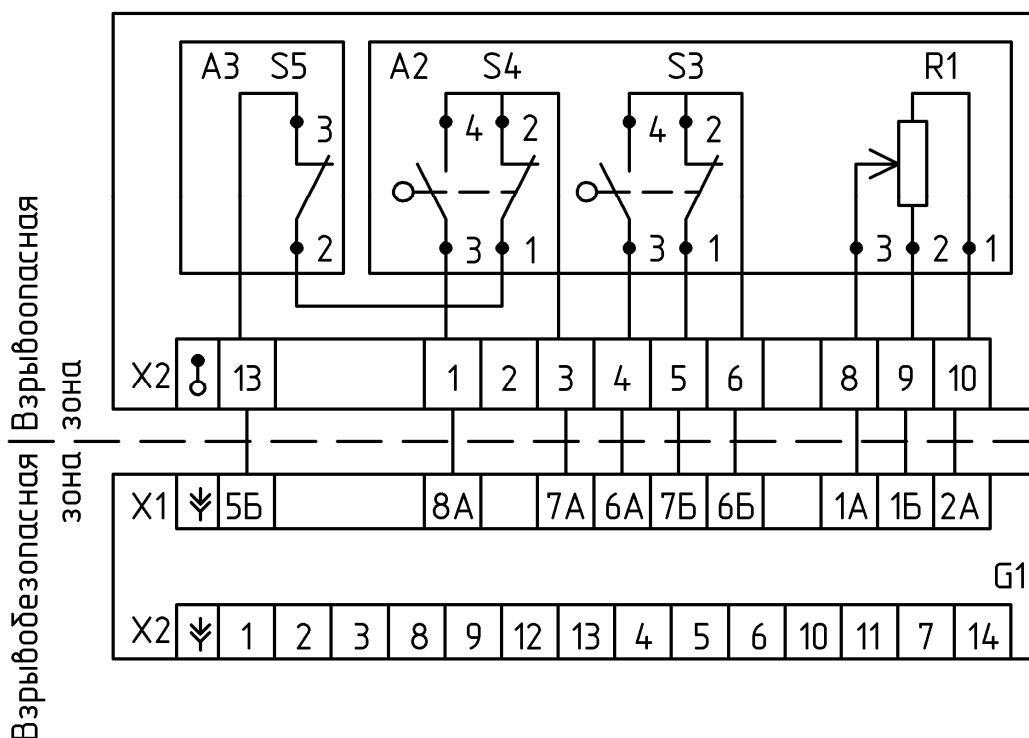 A3 S5 A2 S4 S3 R1
3 4 2 4 2
2 3 1 3 1 3 2 1
X2 13 1 2 3 4 5 6 8 9 10
Взрывоопасная
зона
X1 5Б 8А 7А 6А 7Б 6Б 1А 1Б 2А
G1
X2 1 2 3 8 9 12 13 4 5 6 10 11 7 14
Взрывобезопасная
зона